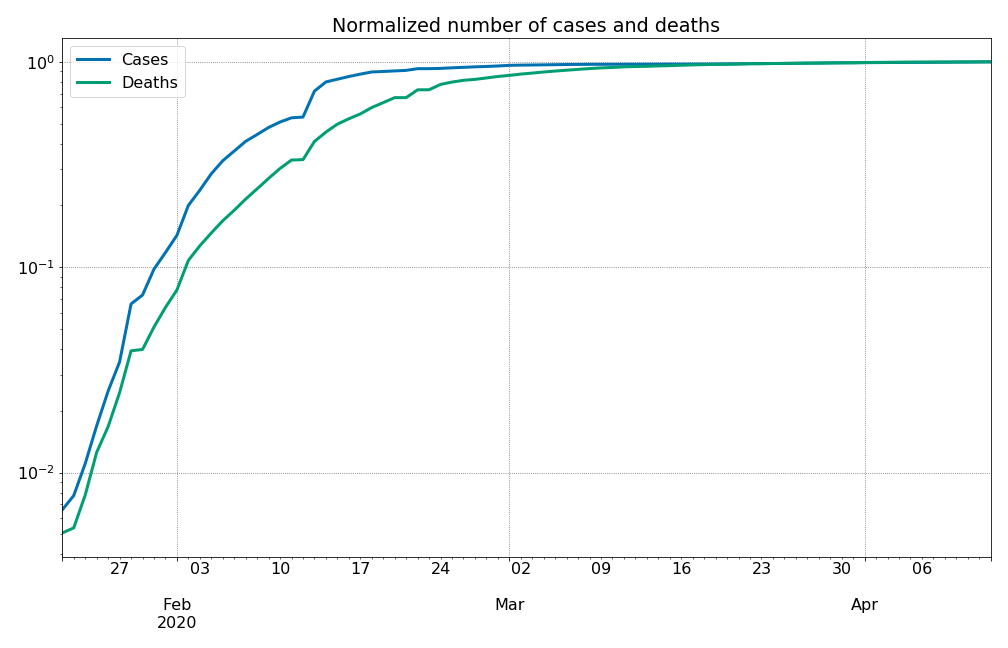 Normalized number of cases and deaths
Cases
Deaths
10⁰
10⁻¹
10⁻²
27 03 10 17 24 02 09 16 23 30 06
Feb Mar Apr
2020